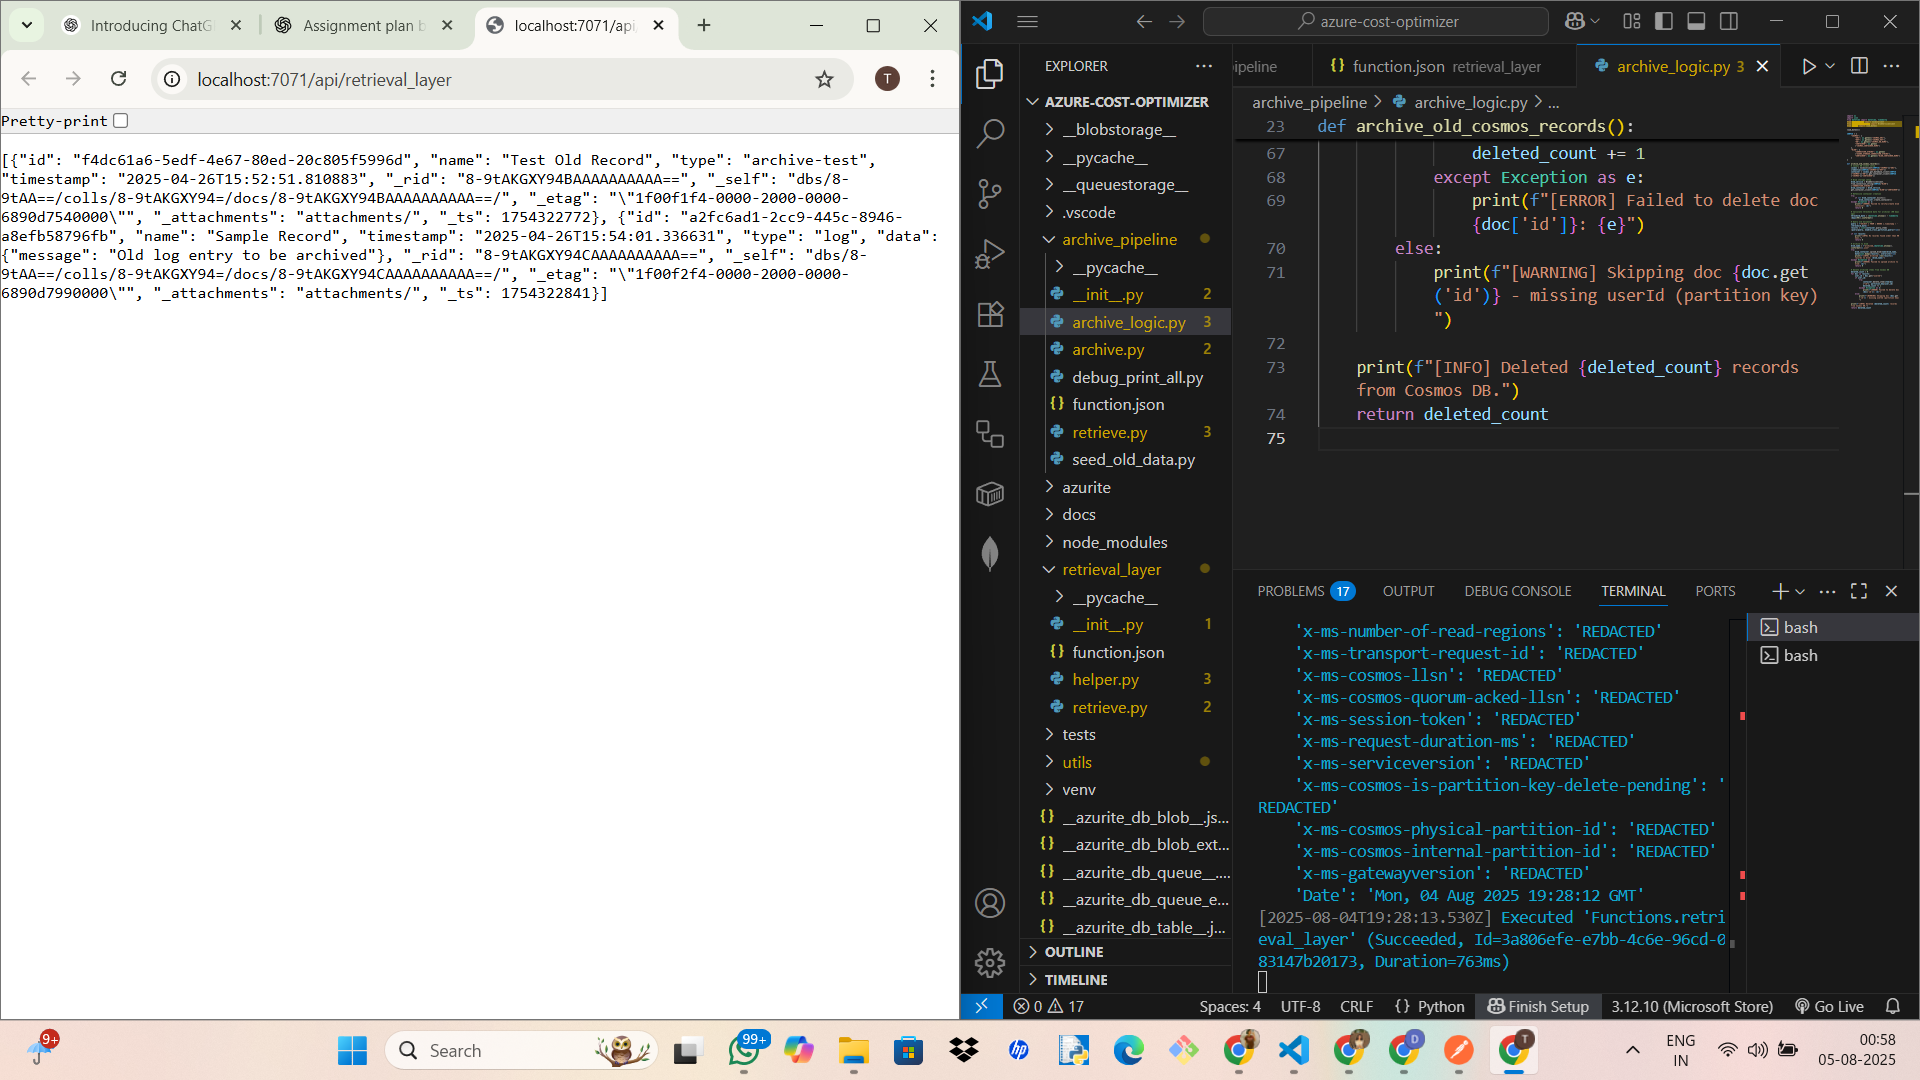 Introducing ChatG
Assignment plan b
localhost:7071/api,
localhost:7071/api/retrieval_layer
T
Pretty-print
[{"id": "f4dc61a6-5edf-4e67-80ed-20c805f5996d", "name": "Test Old Record", "type": "archive-test",
"timestamp": "2025-04-26T15:52:51.810883", "_rid": "8-9tAKGXY94BAAAAAAAAAA==", "_self": "dbs/8-
9tAA==/colls/8-9tAKGXY94=/docs/8-9tAKGXY94BAAAAAAAAAA==/", "_etag": "\"1f00f1f4-0000-2000-0000-
6890d7540000\"", "_attachments": "attachments/", "_ts": 1754322772}, {"id": "a2fc6ad1-2cc9-445c-8946-
a8efb58796fb", "name": "Sample Record", "timestamp": "2025-04-26T15:54:01.336631", "type": "log", "data":
{"message": "Old log entry to be archived"}, "_rid": "8-9tAKGXY94CAAAAAAAAAA==", "_self": "dbs/8-
9tAA==/colls/8-9tAKGXY94=/docs/8-9tAKGXY94CAAAAAAAAAA==/", "_etag": "\"1f00f2f4-0000-2000-0000-
6890d7990000\"", "_attachments": "attachments/", "_ts": 1754322841}]
azure-cost-optimizer
EXPLORER
AZURE-COST-OPTIMIZER
__blobstorage__
__pycache__
__queuestorage__
.vscode
archive_pipeline
__pycache__
__init__.py 2
archive_logic.py 3
archive.py 2
debug_print_all.py
function.json
retrieve.py 3
seed_old_data.py
azurite
docs
node_modules
retrieval_layer
__pycache__
__init__.py 1
function.json
helper.py 3
retrieve.py 2
tests
utils
venv
__azurite_db_blob__.js...
__azurite_db_blob_ext...
__azurite_db_queue__....
__azurite_db_queue_e...
__azurite_db_table__.j...
OUTLINE
TIMELINE
ipeline
function.json retrieval_layer
archive_logic.py 3
archive_pipeline > archive_logic.py > ...
23 def archive_old_cosmos_records():
67 deleted_count += 1
68 except Exception as e:
69 print(f"[ERROR] Failed to delete doc
{doc['id']}: {e}")
70 else:
71 print(f"[WARNING] Skipping doc {doc.get
('id')} - missing userId (partition key)
")
72
73 print(f"[INFO] Deleted {deleted_count} records
from Cosmos DB.")
74 return deleted_count
75
PROBLEMS 17 OUTPUT DEBUG CONSOLE TERMINAL PORTS
bash
bash
'x-ms-number-of-read-regions': 'REDACTED'
'x-ms-transport-request-id': 'REDACTED'
'x-ms-cosmos-llsn': 'REDACTED'
'x-ms-cosmos-quorum-acked-llsn': 'REDACTED'
'x-ms-session-token': 'REDACTED'
'x-ms-request-duration-ms': 'REDACTED'
'x-ms-serviceversion': 'REDACTED'
'x-ms-cosmos-is-partition-key-delete-pending': '
REDACTED'
'x-ms-cosmos-physical-partition-id': 'REDACTED'
'x-ms-cosmos-internal-partition-id': 'REDACTED'
'x-ms-gatewayversion': 'REDACTED'
'Date': 'Mon, 04 Aug 2025 19:28:12 GMT'
[2025-08-04T19:28:13.530Z] Executed 'Functions.retri
eval_layer' (Succeeded, Id=3a806efe-e7bb-4c6e-96cd-0
83147b20173, Duration=763ms)
0 17 Spaces: 4 UTF-8 CRLF {} Python Finish Setup 3.12.10 (Microsoft Store) Go Live
9+
Search
99+
hp
D
T
ENG
IN
00:58
05-08-2025